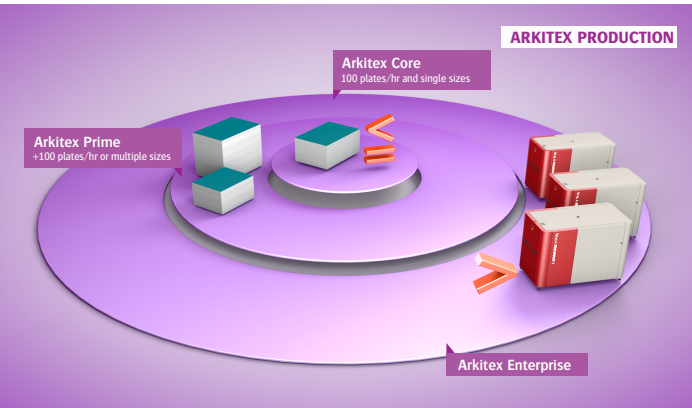 ARKITEX PRODUCTION
Arkitex Core
100 plates/hr and single sizes
Arkitex Prime
+100 plates/hr or multiple sizes
Arkitex Enterprise